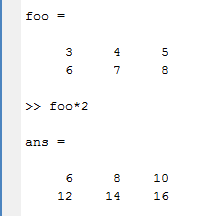 foo =
3 4 5
6 7 8
>> foo*2
ans =
6 8 10
12 14 16